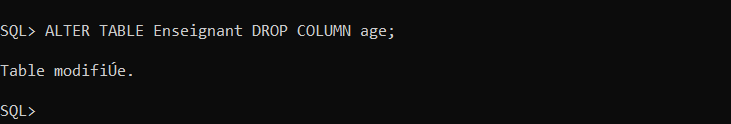 SQL> ALTER TABLE Enseignant DROP COLUMN age;
Table modifiÚe.
SQL>